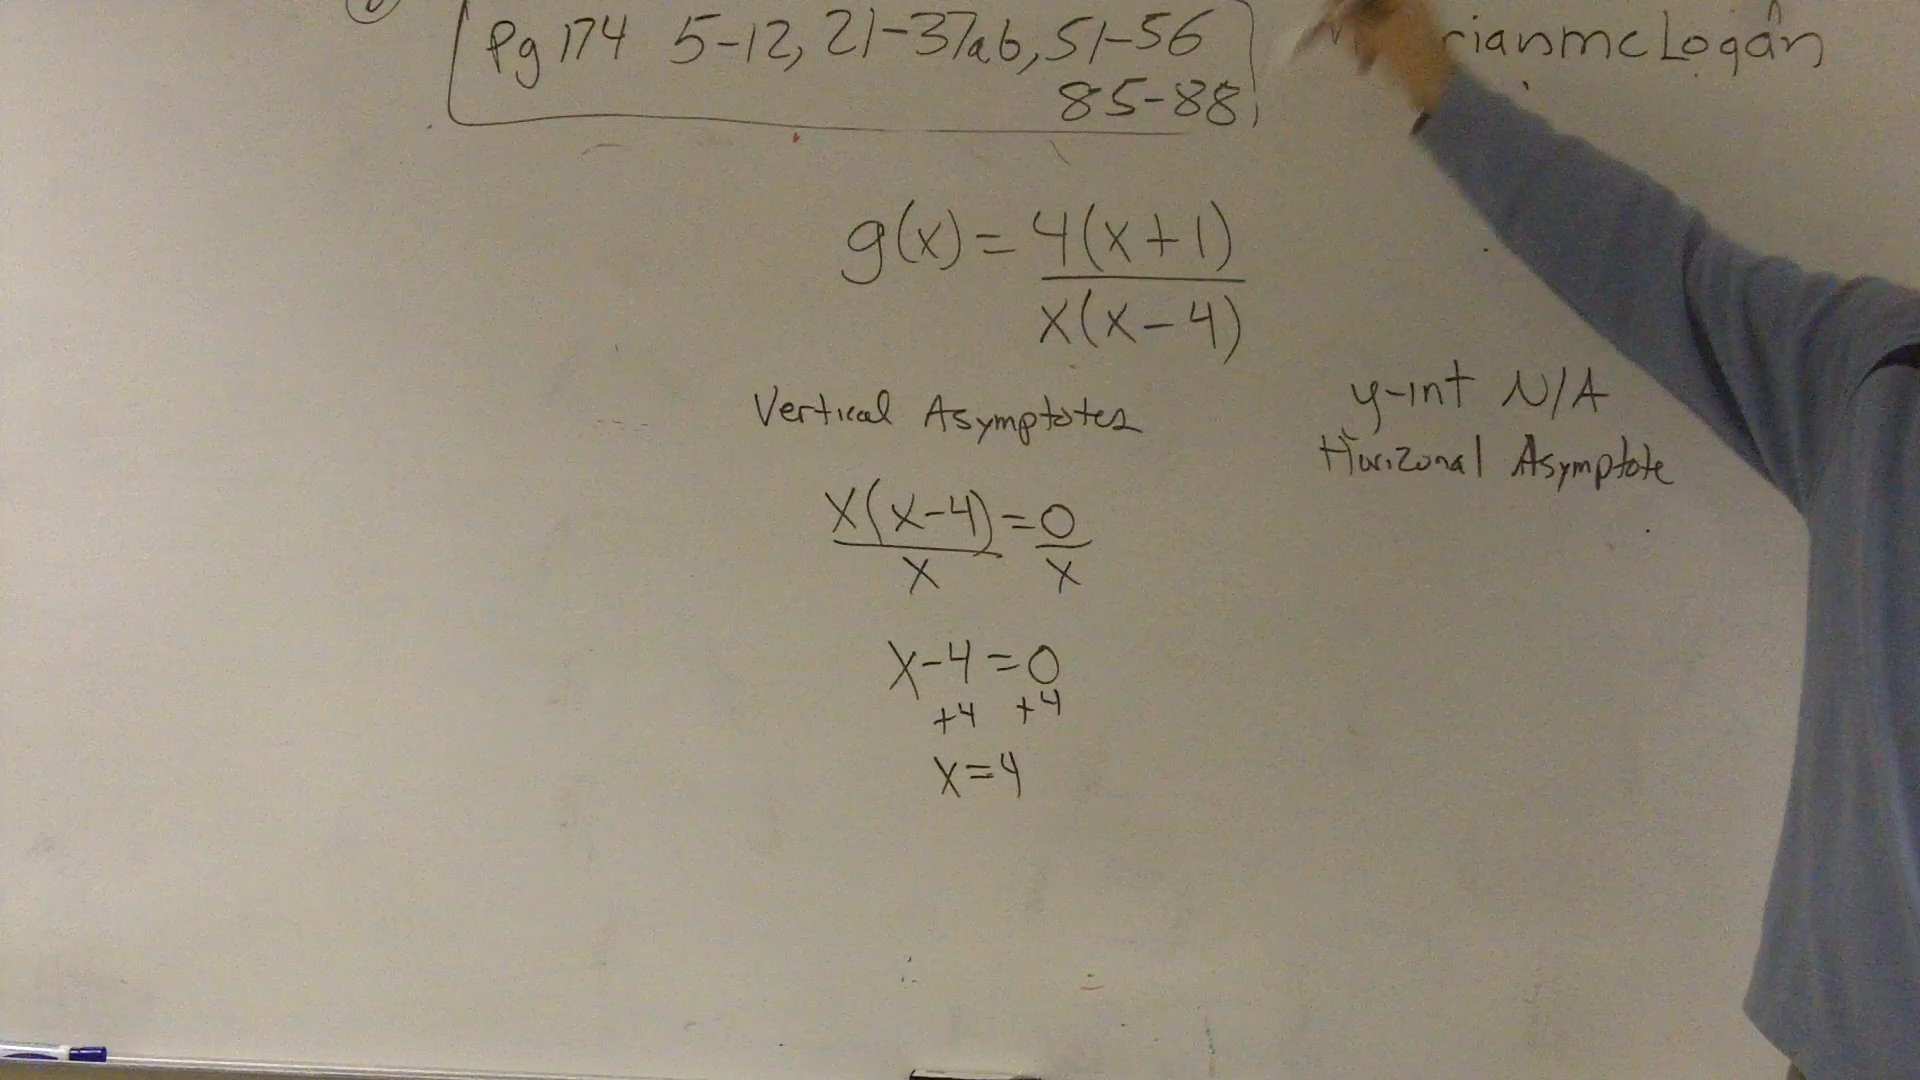 Pg 174 5-12, 21-37ab, 51-56
85-88
rianmcLogan
g(x) = 4(x+1)
x(x-4)
Vertical Asymptotes
y-int N/A
Horizonal Asymptote
x(x-4) = 0
x x
x-4=0
+4 +4
x=4